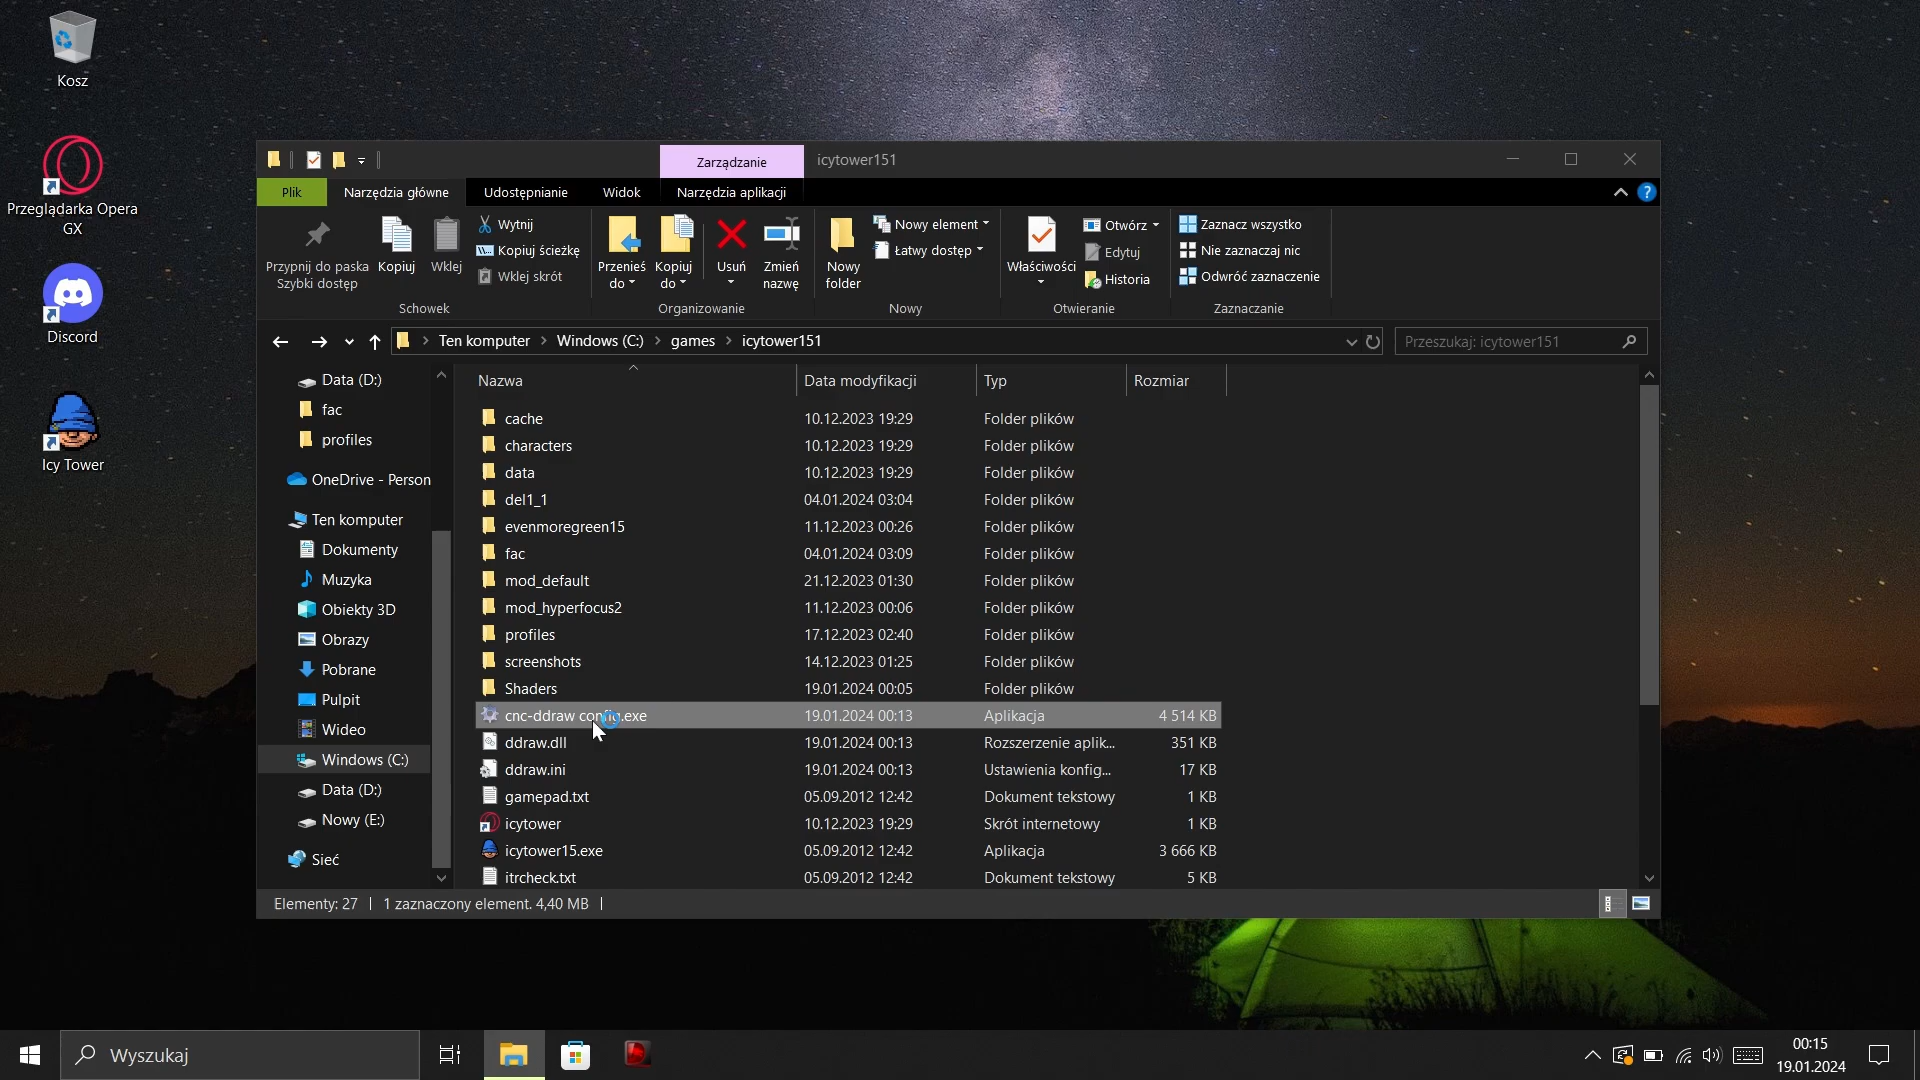 Kosz
Przeglądarka Opera
GX
Discord
Icy Tower
Zarządzanie
icytower151
Plik
Narzędzia główne
Udostępnianie
Widok
Narzędzia aplikacji
Przypnij do paska
Szybki dostęp
Kopiuj
Wklej
Wytnij
Kopiuj ścieżkę
Wklej skrót
Schowek
Przenieś
do
Kopiuj
do
Usuń
Zmień
nazwę
Organizowanie
Nowy
folder
Nowy element
Łatwy dostęp
Nowy
Właściwości
Otwórz
Edytuj
Historia
Otwieranie
Zaznacz wszystko
Nie zaznaczaj nic
Odwróć zaznaczenie
Zaznaczanie
Ten komputer > Windows (C:) > games > icytower151
Przeszukaj: icytower151
Data (D:)
fac
profiles
OneDrive - Person
Ten komputer
Dokumenty
Muzyka
Obiekty 3D
Obrazy
Pobrane
Pulpit
Wideo
Windows (C:)
Data (D:)
Nowy (E:)
Sieć
Nazwa Data modyfikacji Typ Rozmiar
cache 10.12.2023 19:29 Folder plików
characters 10.12.2023 19:29 Folder plików
data 10.12.2023 19:29 Folder plików
del1_1 04.01.2024 03:04 Folder plików
evenmoregreen15 11.12.2023 00:26 Folder plików
fac 04.01.2024 03:09 Folder plików
mod_default 21.12.2023 01:30 Folder plików
mod_hyperfocus2 11.12.2023 00:06 Folder plików
profiles 17.12.2023 02:40 Folder plików
screenshots 14.12.2023 01:25 Folder plików
Shaders 19.01.2024 00:05 Folder plików
cnc-ddraw config.exe 19.01.2024 00:13 Aplikacja 4 514 KB
ddraw.dll 19.01.2024 00:13 Rozszerzenie aplik... 351 KB
ddraw.ini 19.01.2024 00:13 Ustawienia konfig... 17 KB
gamepad.txt 05.09.2012 12:42 Dokument tekstowy 1 KB
icytower 10.12.2023 19:29 Skrót internetowy 1 KB
icytower15.exe 05.09.2012 12:42 Aplikacja 3 666 KB
itrcheck.txt 05.09.2012 12:42 Dokument tekstowy 5 KB
Elementy: 27 | 1 zaznaczony element. 4,40 MB |
Wyszukaj
00:15
19.01.2024